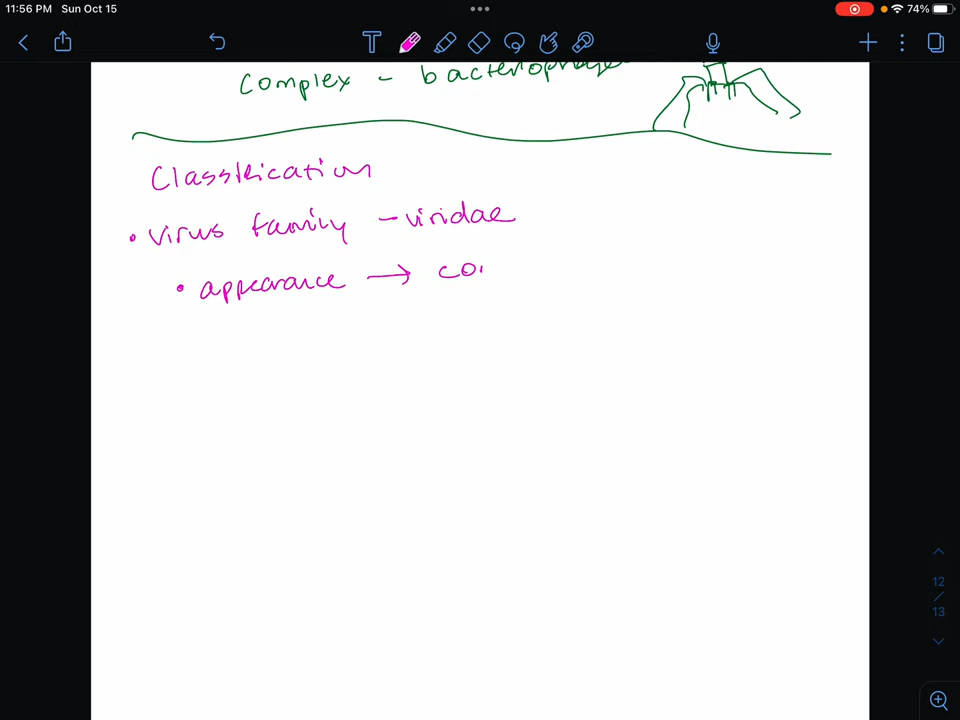 11:56 PM Sun Oct 15
74%
T
Complex - bacteriophage
Classification
• virus family -viridae
• appearance → co
12
/
13